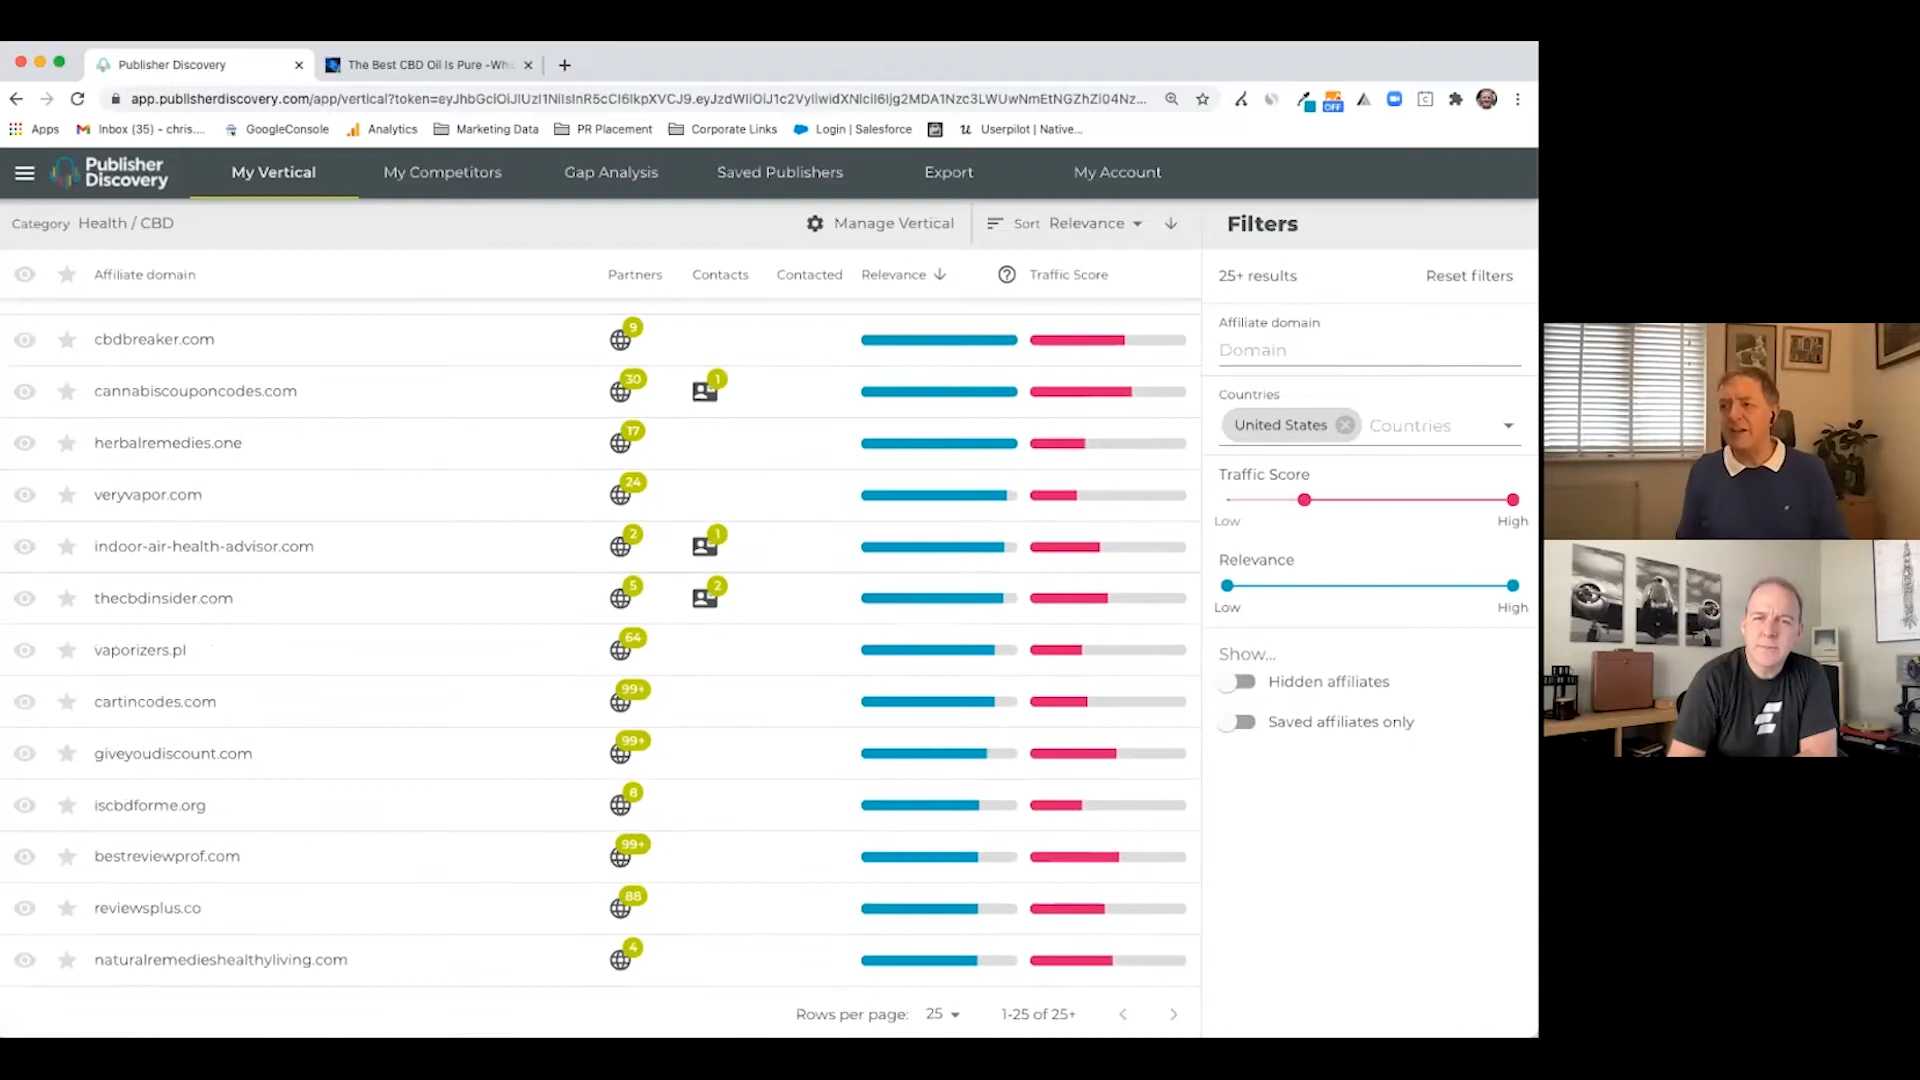 Publisher Discovery
The Best CBD Oil Is Pure -Whi
app.publisherdiscovery.com/app/vertical?token=
Apps
Inbox (35) - chris....
GoogleConsole
Analytics
Marketing Data
PR Placement
Corporate Links
Login | Salesforce
Userpilot | Native...
OFF
Publisher
Discovery
My Vertical
My Competitors
Gap Analysis
Saved Publishers
Export
My Account
Category Health / CBD
Manage Vertical
Sort Relevance
Affiliate domain
Partners
Contacts
Contacted
Relevance
Traffic Score
cbdbreaker.com 9
cannabiscouponcodes.com 30 1
herbalremedies.one 17
veryvapor.com 24
indoor-air-health-advisor.com 2 1
thecbdinsider.com 5 2
vaporizers.pl 64
cartincodes.com 99+
giveyoudiscount.com 99+
iscbdforme.org 8
bestreviewprof.com 99+
reviewsplus.co 88
naturalremedieshealthyliving.com 4
Rows per page: 25 1-25 of 25+
Filters
25+ results
Reset filters
Affiliate domain
Domain
Countries
United States
Countries
Traffic Score
Low High
Relevance
Low High
Show...
Hidden affiliates
Saved affiliates only